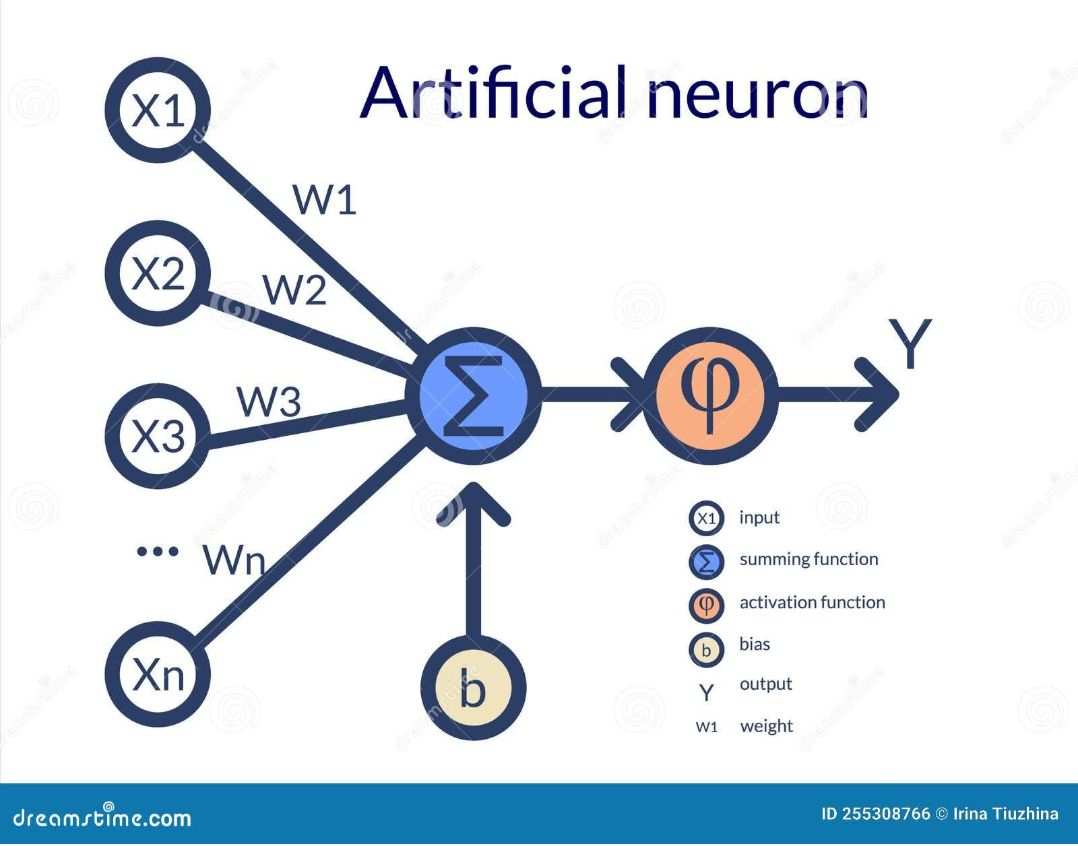 Artificial neuron
X1
W1
X2
W2
X3
W3
Σ
φ
Y
... Wn
Xn
b
X1 input
Σ summing function
φ activation function
b bias
Y output
W1 weight
dreamstime.com
ID 255308766 © Irina Tiuzhina